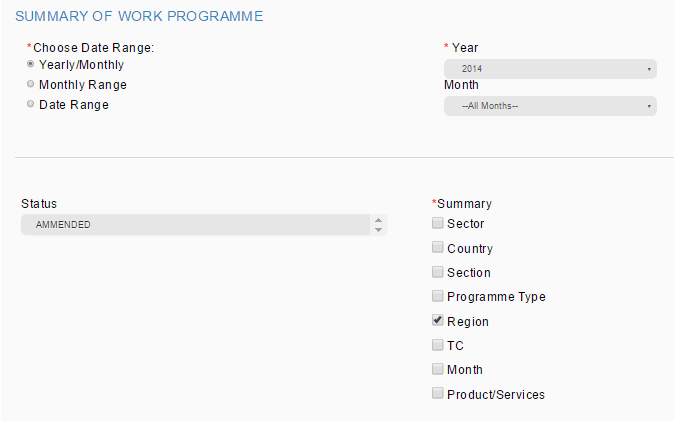 SUMMARY OF WORK PROGRAMME
*Choose Date Range:
Yearly/Monthly
Monthly Range
Date Range
* Year
2014
Month
--All Months--
Status
AMMENDED
*Summary
Sector
Country
Section
Programme Type
Region
TC
Month
Product/Services